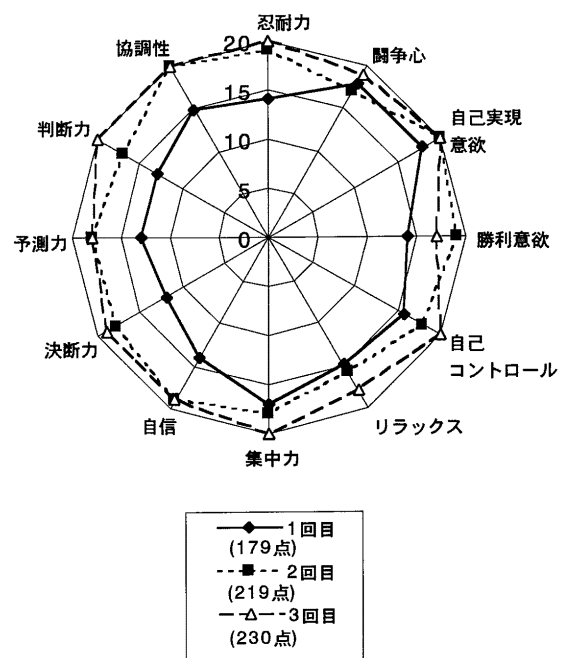 忍耐力
闘争心
自己実現
意欲
勝利意欲
自己
コントロール
リラックス
集中力
自信
決断力
予測力
判断力
協調性
20
15
10
5
0
1回目
(179点)
2回目
(219点)
3回目
(230点)